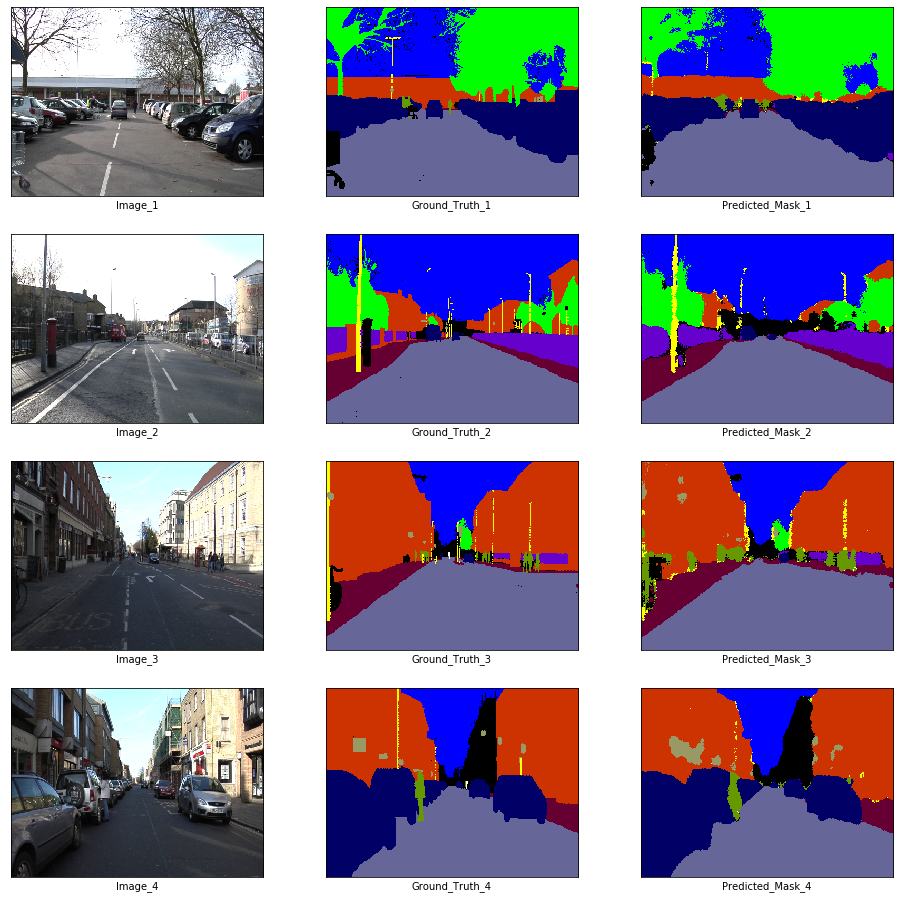 Image_1 Ground_Truth_1 Predicted_Mask_1
Image_2 Ground_Truth_2 Predicted_Mask_2
Image_3 Ground_Truth_3 Predicted_Mask_3
Image_4 Ground_Truth_4 Predicted_Mask_4